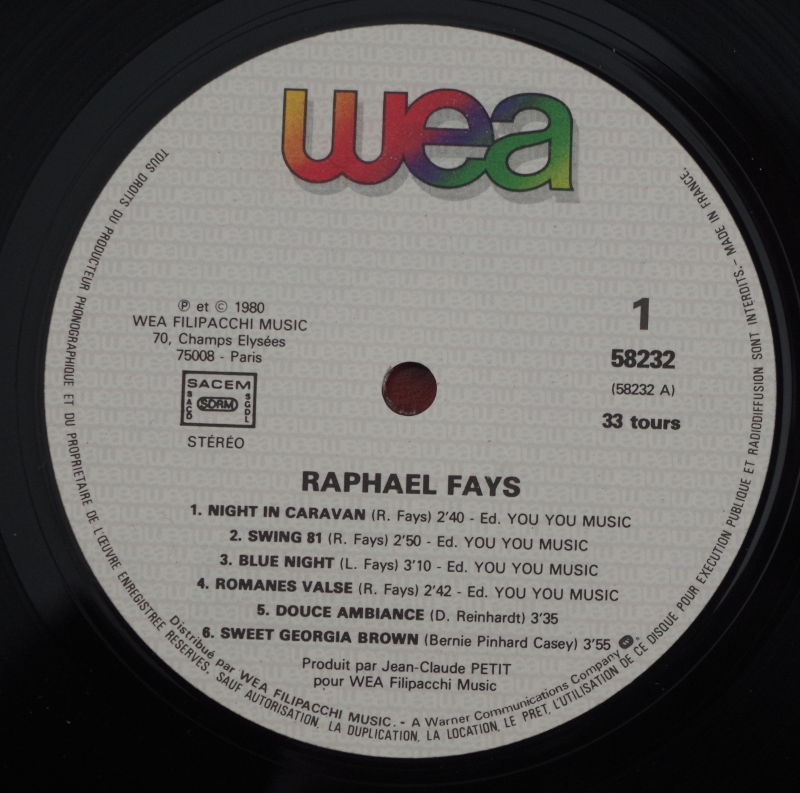 wea
℗ et © 1980
WEA FILIPACCHI MUSIC
70, Champs Elysées
75008 - Paris
SACEM
SACD
SDRM
SGDL
STÉRÉO
1
58232
(58232 A)
33 tours
RAPHAEL FAYS
1. NIGHT IN CARAVAN (R. Fays) 2'40 - Ed. YOU YOU MUSIC
2. SWING 81 (R. Fays) 2'50 - Ed. YOU YOU MUSIC
3. BLUE NIGHT (L. Fays) 3'10 - Ed. YOU YOU MUSIC
4. ROMANES VALSE (R. Fays) 2'42 - Ed. YOU YOU MUSIC
5. DOUCE AMBIANCE (D. Reinhardt) 3'35
6. SWEET GEORGIA BROWN (Bernie Pinhard Casey) 3'55
Produit par Jean-Claude PETIT
pour WEA Filipacchi Music
Distribué par WEA FILIPACCHI MUSIC. - A Warner Communications Company
TOUS DROITS DU PRODUCTEUR PHONOGRAPHIQUE ET DU PROPRIETAIRE DE L'ŒUVRE ENREGISTREE RESERVES. SAUF AUTORISATION, LA DUPLICATION, LA LOCATION, LE PRET, L'UTILISATION DE CE DISQUE POUR EXECUTION PUBLIQUE ET RADIODIFFUSION SONT INTERDITS. - MADE IN FRANCE.